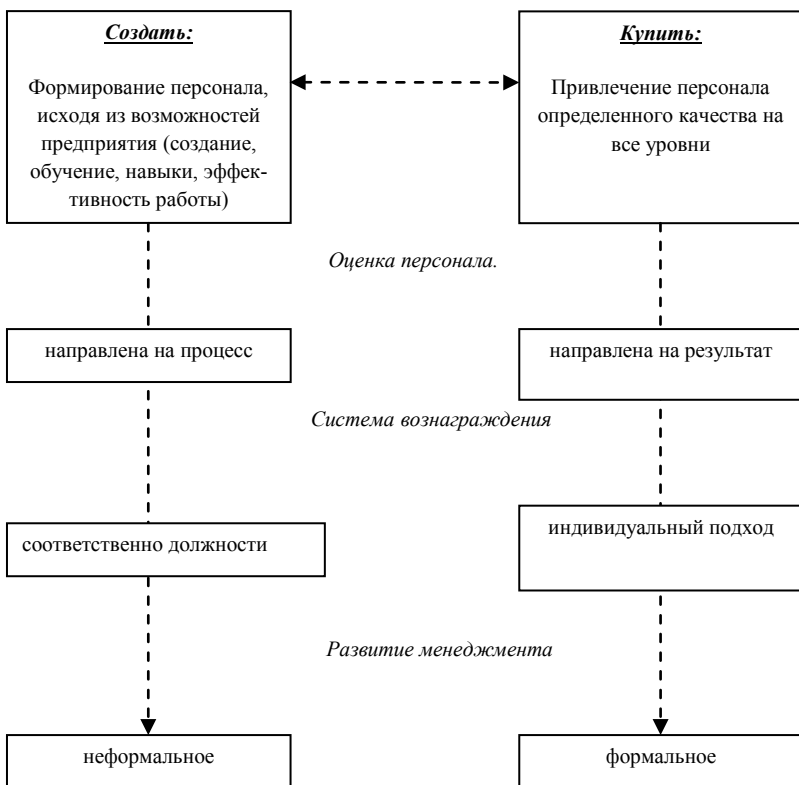 Создать:
Формирование персонала,
исходя из возможностей
предприятия (создание,
обучение, навыки, эффек-
тивность работы)
Купить:
Привлечение персонала
определенного качества на
все уровни
Оценка персонала.
направлена на процесс
направлена на результат
Система вознаграждения
соответственно должности
индивидуальный подход
Развитие менеджмента
неформальное
формальное